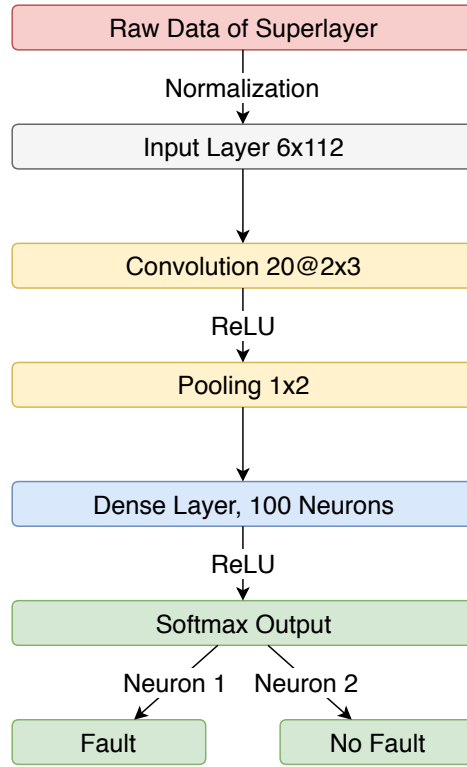 Raw Data of Superlayer
Normalization
Input Layer 6x112
Convolution 20@2x3
ReLU
Pooling 1x2
Dense Layer, 100 Neurons
ReLU
Softmax Output
Neuron 1 Neuron 2
Fault No Fault